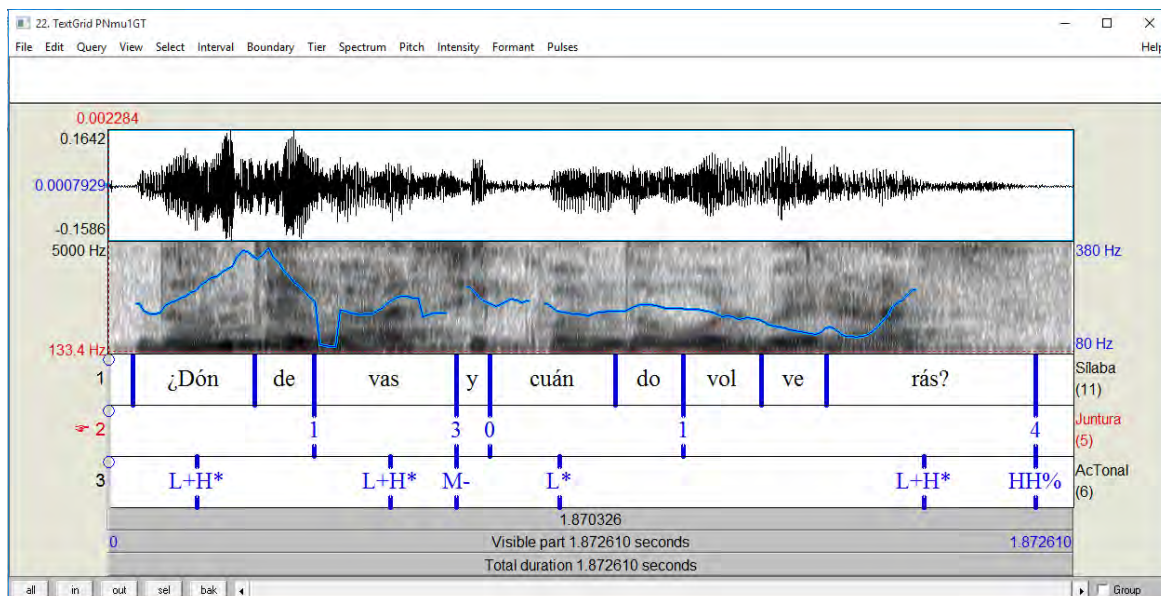 22. TextGrid PNmu1GT
File Edit Query View Select Interval Boundary Tier Spectrum Pitch Intensity Formant Pulses Help
0.002284
0.1642
0.0007929
-0.1586
5000 Hz 380 Hz
133.4 Hz 80 Hz
1 ¿Dón de vas y cuán do vol ve rás? Sílaba
(11)
2 1 3 0 1 4 Juntura
(5)
3 L+H* L+H* M- L* L+H* HH% AcTonal
(6)
1.870326
0 Visible part 1.872610 seconds 1.872610
Total duration 1.872610 seconds
all in out sel bak Group